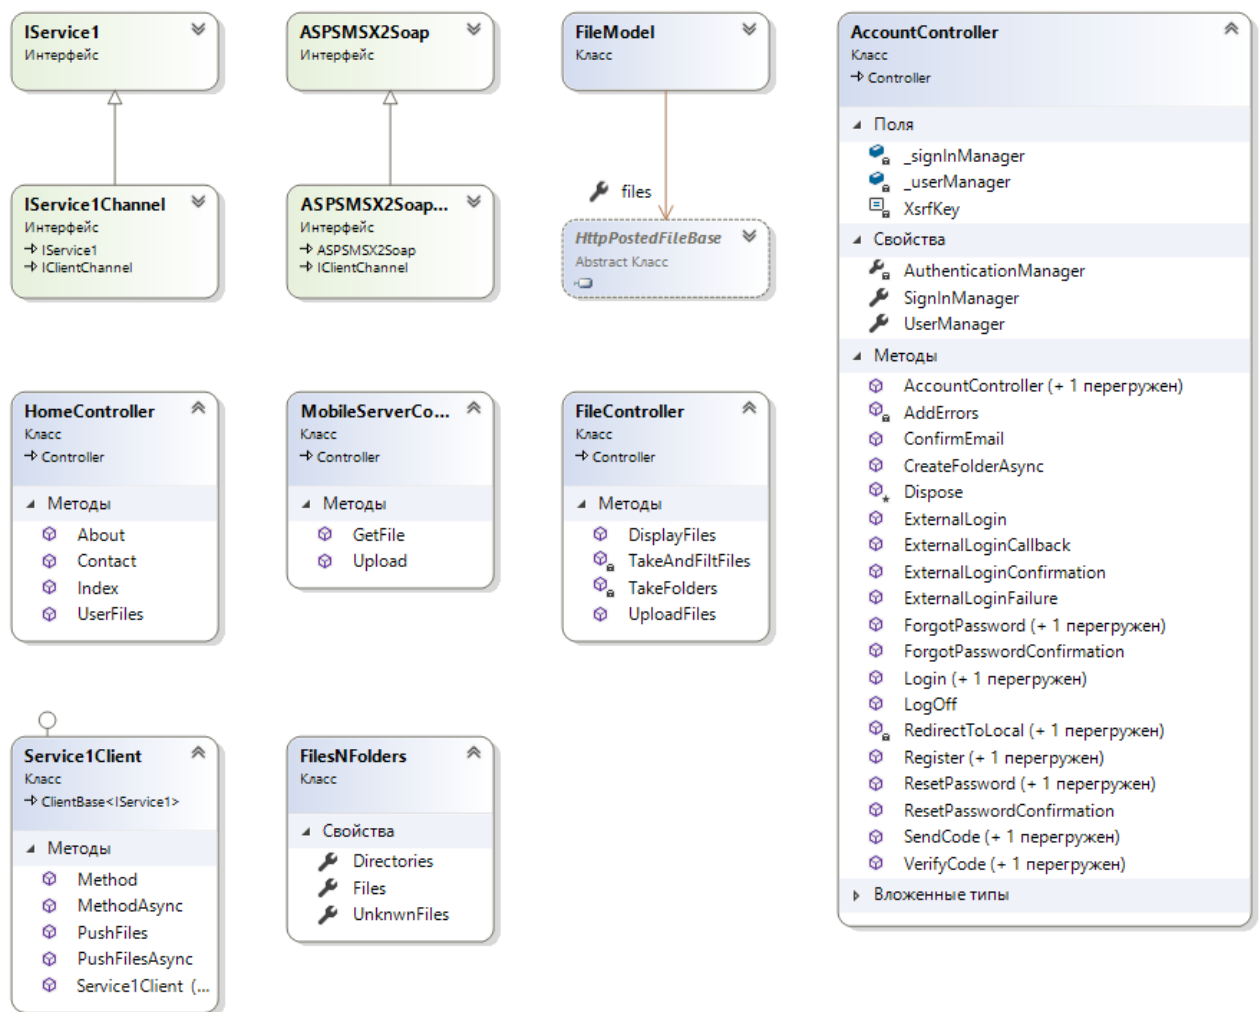 IService1
Интерфейс
IService1Channel
Интерфейс
IService1
IClientChannel
ASPSMSX2Soap
Интерфейс
ASPSMSX2Soap...
Интерфейс
ASPSMSX2Soap
IClientChannel
FileModel
Класс
files
HttpPostedFileBase
Abstract Класс
AccountController
Класс
Controller
Поля
_signInManager
_userManager
XsrfKey
Свойства
AuthenticationManager
SignInManager
UserManager
Методы
AccountController (+ 1 перегружен)
AddErrors
ConfirmEmail
CreateFolderAsync
Dispose
ExternalLogin
ExternalLoginCallback
ExternalLoginConfirmation
ExternalLoginFailure
ForgotPassword (+ 1 перегружен)
ForgotPasswordConfirmation
Login (+ 1 перегружен)
LogOff
RedirectToLocal (+ 1 перегружен)
Register (+ 1 перегружен)
ResetPassword (+ 1 перегружен)
ResetPasswordConfirmation
SendCode (+ 1 перегружен)
VerifyCode (+ 1 перегружен)
Вложенные типы
HomeController
Класс
Controller
Методы
About
Contact
Index
UserFiles
MobileServerCo...
Класс
Controller
Методы
GetFile
Upload
FileController
Класс
Controller
Методы
DisplayFiles
TakeAndFiltFiles
TakeFolders
UploadFiles
Service1Client
Класс
ClientBase<IService1>
Методы
Method
MethodAsync
PushFiles
PushFilesAsync
Service1Client (...
FilesNFolders
Класс
Свойства
Directories
Files
UnknwnFiles